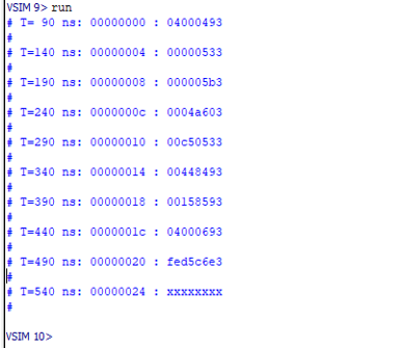 VSIM 9> run
# T= 90 ns: 00000000 : 04000493
#
# T=140 ns: 00000004 : 00000533
#
# T=190 ns: 00000008 : 000005b3
#
# T=240 ns: 0000000c : 0004a603
#
# T=290 ns: 00000010 : 00c50533
#
# T=340 ns: 00000014 : 00448493
#
# T=390 ns: 00000018 : 00158593
#
# T=440 ns: 0000001c : 04000693
#
# T=490 ns: 00000020 : fed5c6e3
#
# T=540 ns: 00000024 : xxxxxxxx
#
VSIM 10>